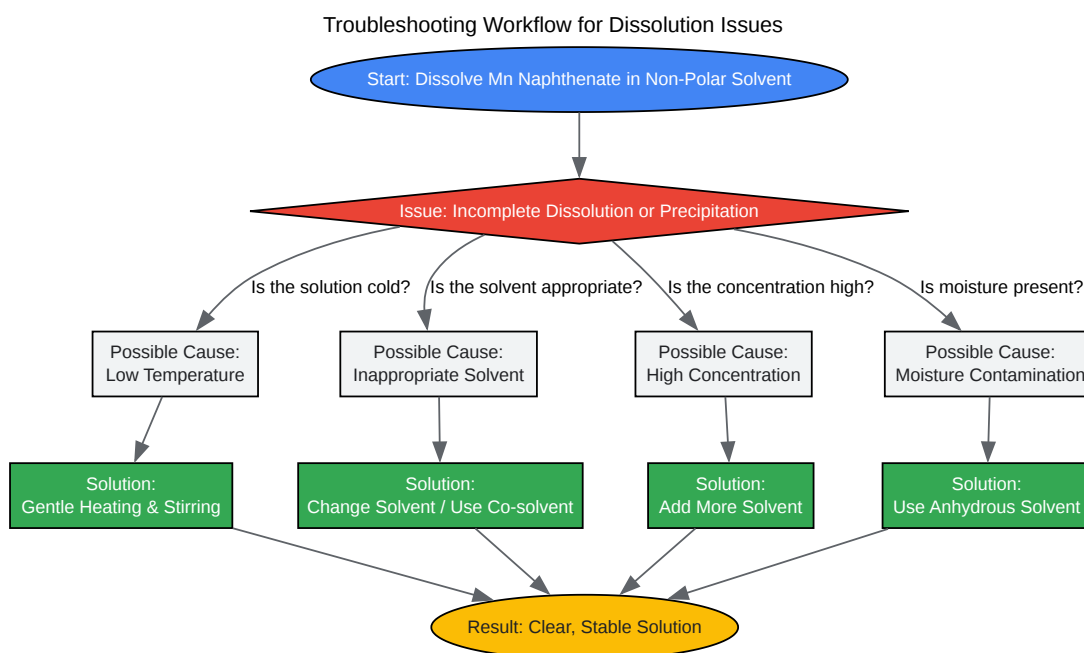 Troubleshooting Workflow for Dissolution Issues
Start: Dissolve Mn Naphthenate in Non-Polar Solvent
Issue: Incomplete Dissolution or Precipitation
Is the solution cold?
Is the solvent appropriate?
Is the concentration high?
Is moisture present?
Possible Cause:
Low Temperature
Possible Cause:
Inappropriate Solvent
Possible Cause:
High Concentration
Possible Cause:
Moisture Contamination
Solution:
Gentle Heating & Stirring
Solution:
Change Solvent / Use Co-solvent
Solution:
Add More Solvent
Solution:
Use Anhydrous Solvent
Result: Clear, Stable Solution